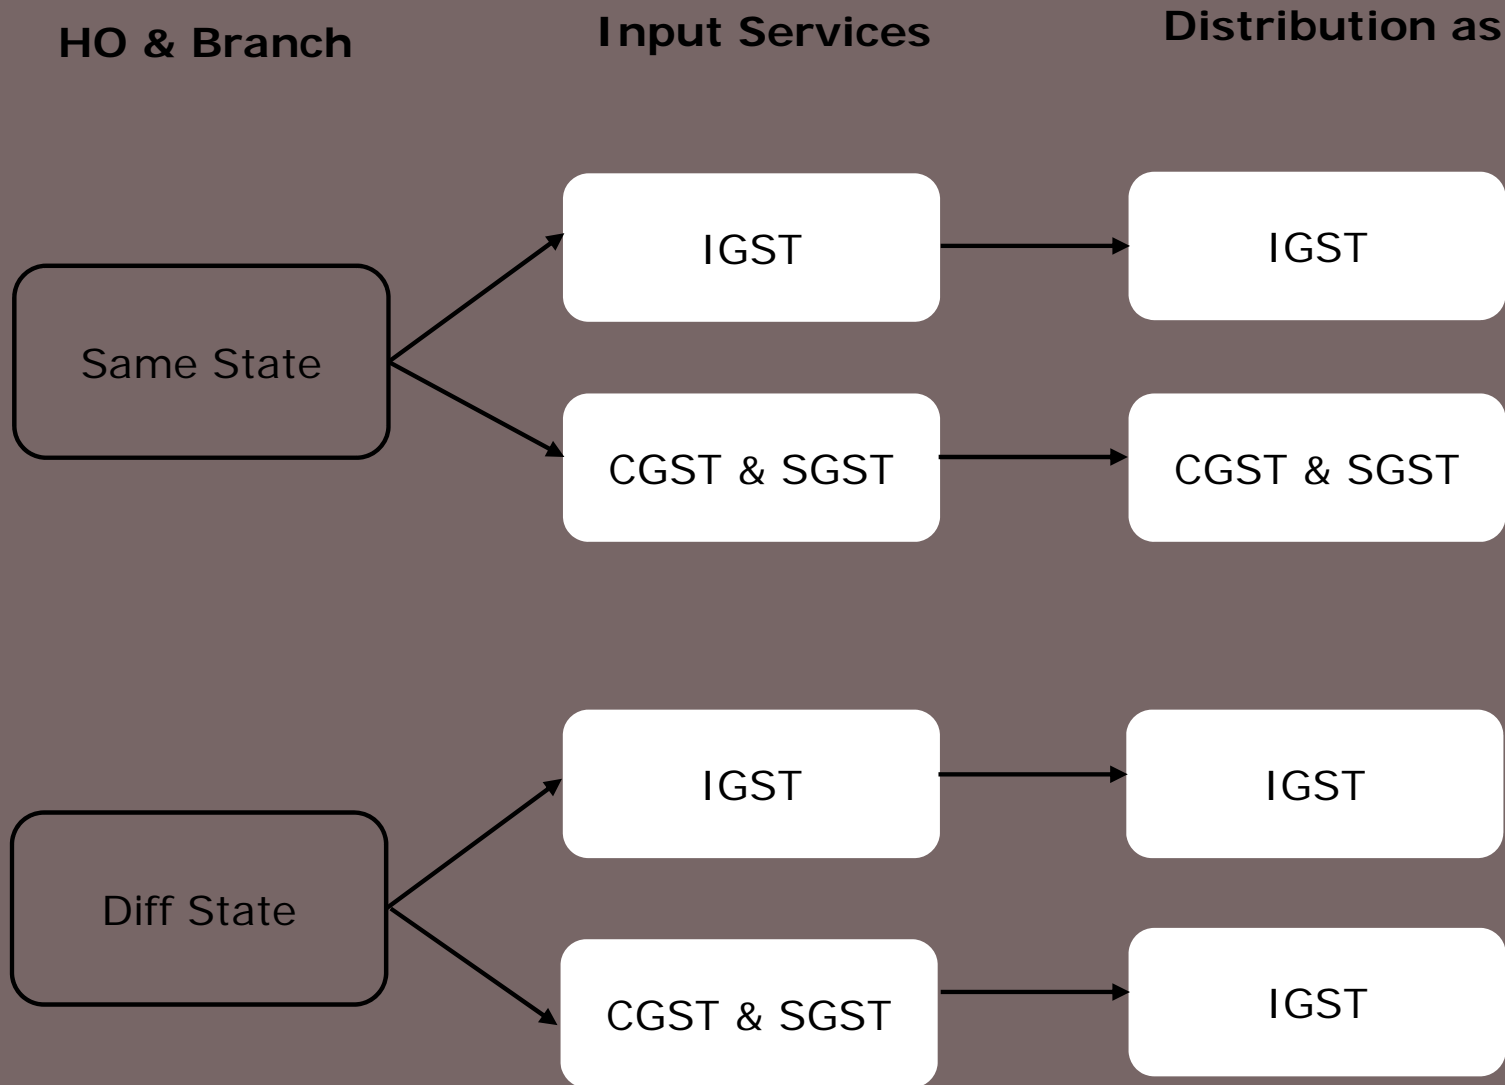 HO & Branch
Input Services
Distribution as
IGST
IGST
Same State
CGST & SGST
CGST & SGST
IGST
IGST
Diff State
CGST & SGST
IGST